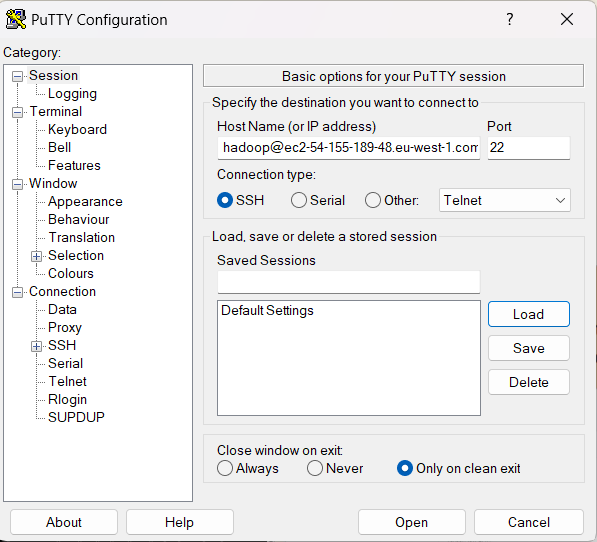 PuTTY Configuration
?
Category:
Session
Logging
Terminal
Keyboard
Bell
Features
Window
Appearance
Behaviour
Translation
Selection
Colours
Connection
Data
Proxy
SSH
Serial
Telnet
Rlogin
SUPDUP
Basic options for your PuTTY session
Specify the destination you want to connect to
Host Name (or IP address) Port
hadoop@ec2-54-155-189-48.eu-west-1.com 22
Connection type:
SSH Serial Other: Telnet
Load, save or delete a stored session
Saved Sessions
Default Settings
Load
Save
Delete
Close window on exit:
Always Never Only on clean exit
About Help Open Cancel